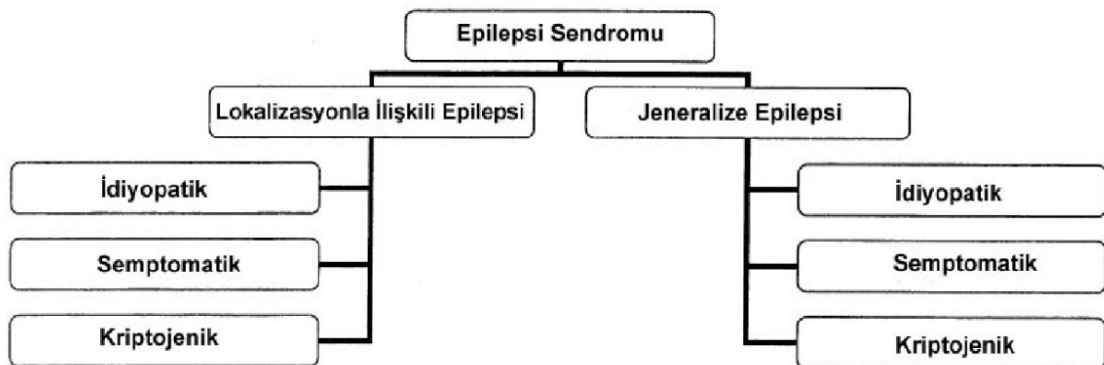 Epilepsi Sendromu
Lokalizasyonla İlişkili Epilepsi
Jeneralize Epilepsi
İdiyopatik
Semptomatik
Kriptojenik
İdiyopatik
Semptomatik
Kriptojenik